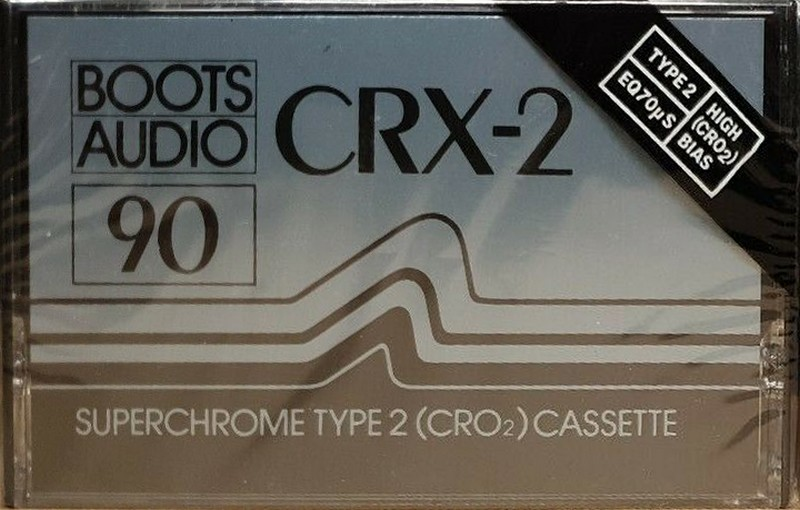 BOOTS
AUDIO
CRX-2
90
TYPE 2
EQ70µS
HIGH
(CRO2)
BIAS
SUPERCHROME TYPE 2 (CRO₂) CASSETTE